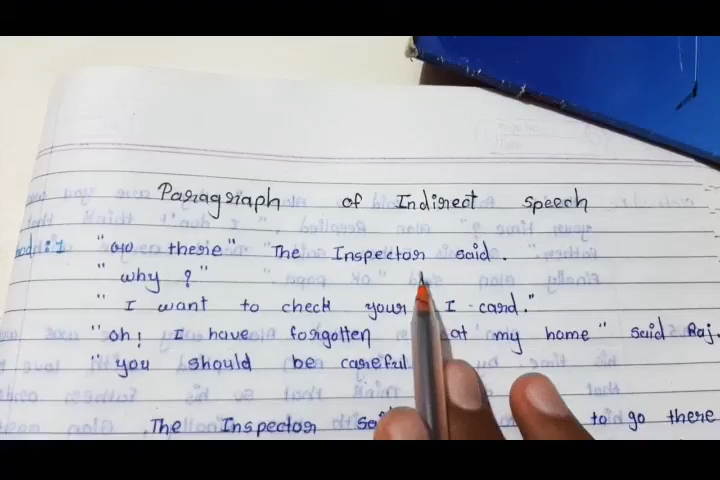 Paragraph of Indirect speech
"Go there" The Inspector said.
"why ?"
"I want to check your I card."
"oh! I have forgotten at my home" said Raj.
"you should be careful
The Inspector to go there